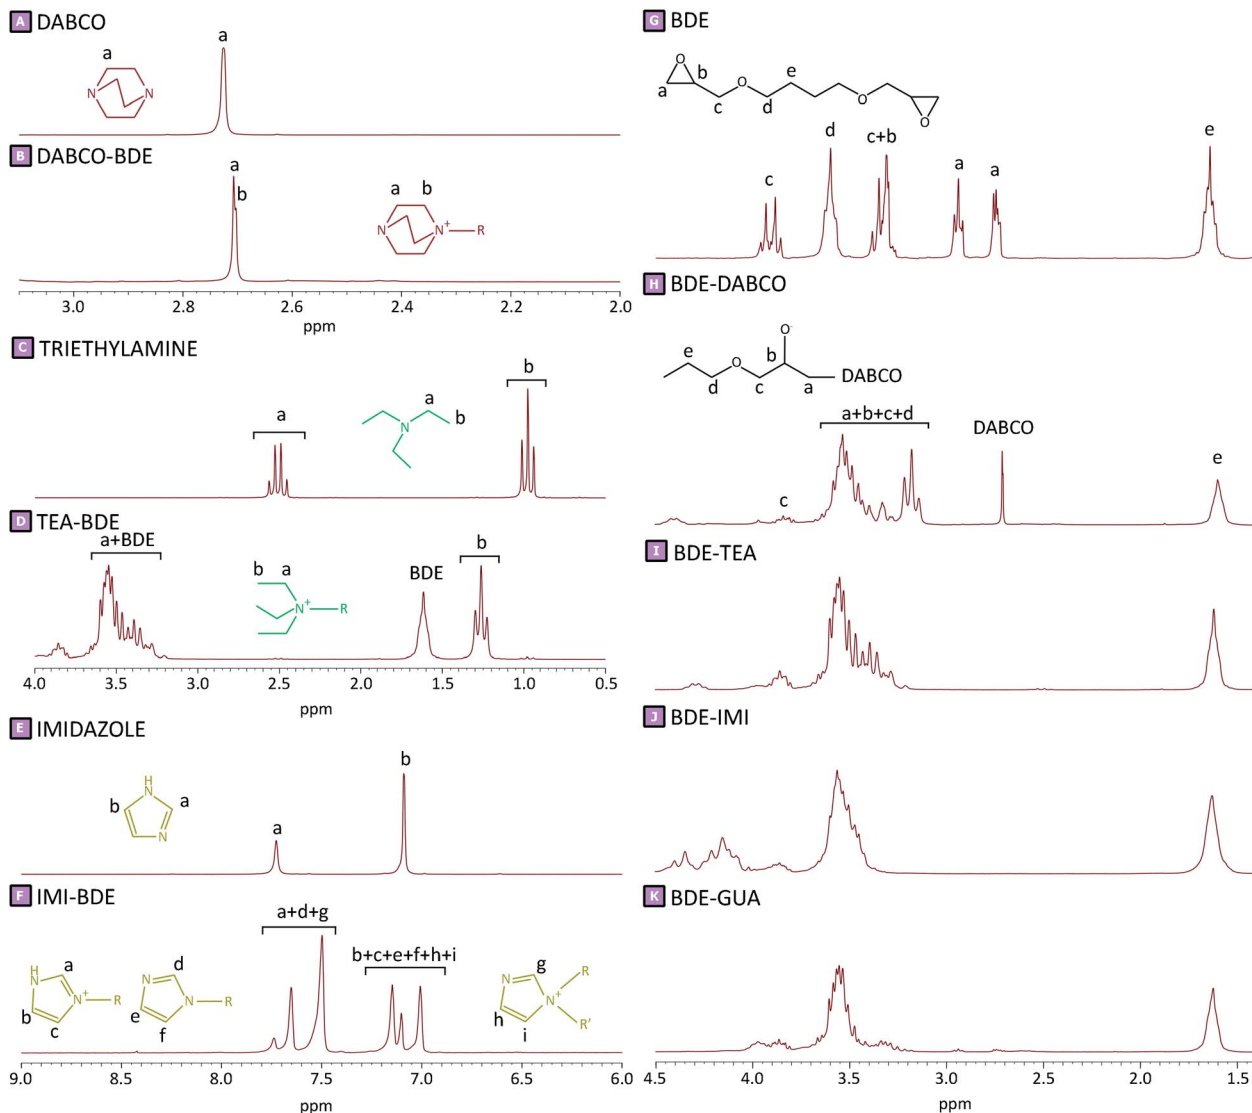 A DABCO
a
a
N N
B DABCO-BDE
a
b
a b
N N+ R
3.0 2.8 2.6 2.4 2.2 2.0
ppm
C TRIETHYLAMINE
a
b
a
b
N
D TEA-BDE
a+BDE
b a
N+ R
BDE
b
4.0 3.5 3.0 2.5 2.0 1.5 1.0 0.5
ppm
E IMIDAZOLE
H
N
b a
N
a
b
F IMI-BDE
a+d+g
b+c+e+f+h+i
H
N a
N+ R
b
c
N d
N R
e
f
N g
R
N+
h
i
R'
9.0 8.5 8.0 7.5 7.0 6.5 6.0
ppm
G BDE
O
b
a
c
O
d
e
O
O
c
d
c+b
a
a
e
H BDE-DABCO
O-
e
O
b
d
c
a
DABCO
a+b+c+d
DABCO
c
e
I BDE-TEA
J BDE-IMI
K BDE-GUA
4.5 3.5 3.0 2.5 2.0 1.5
ppm